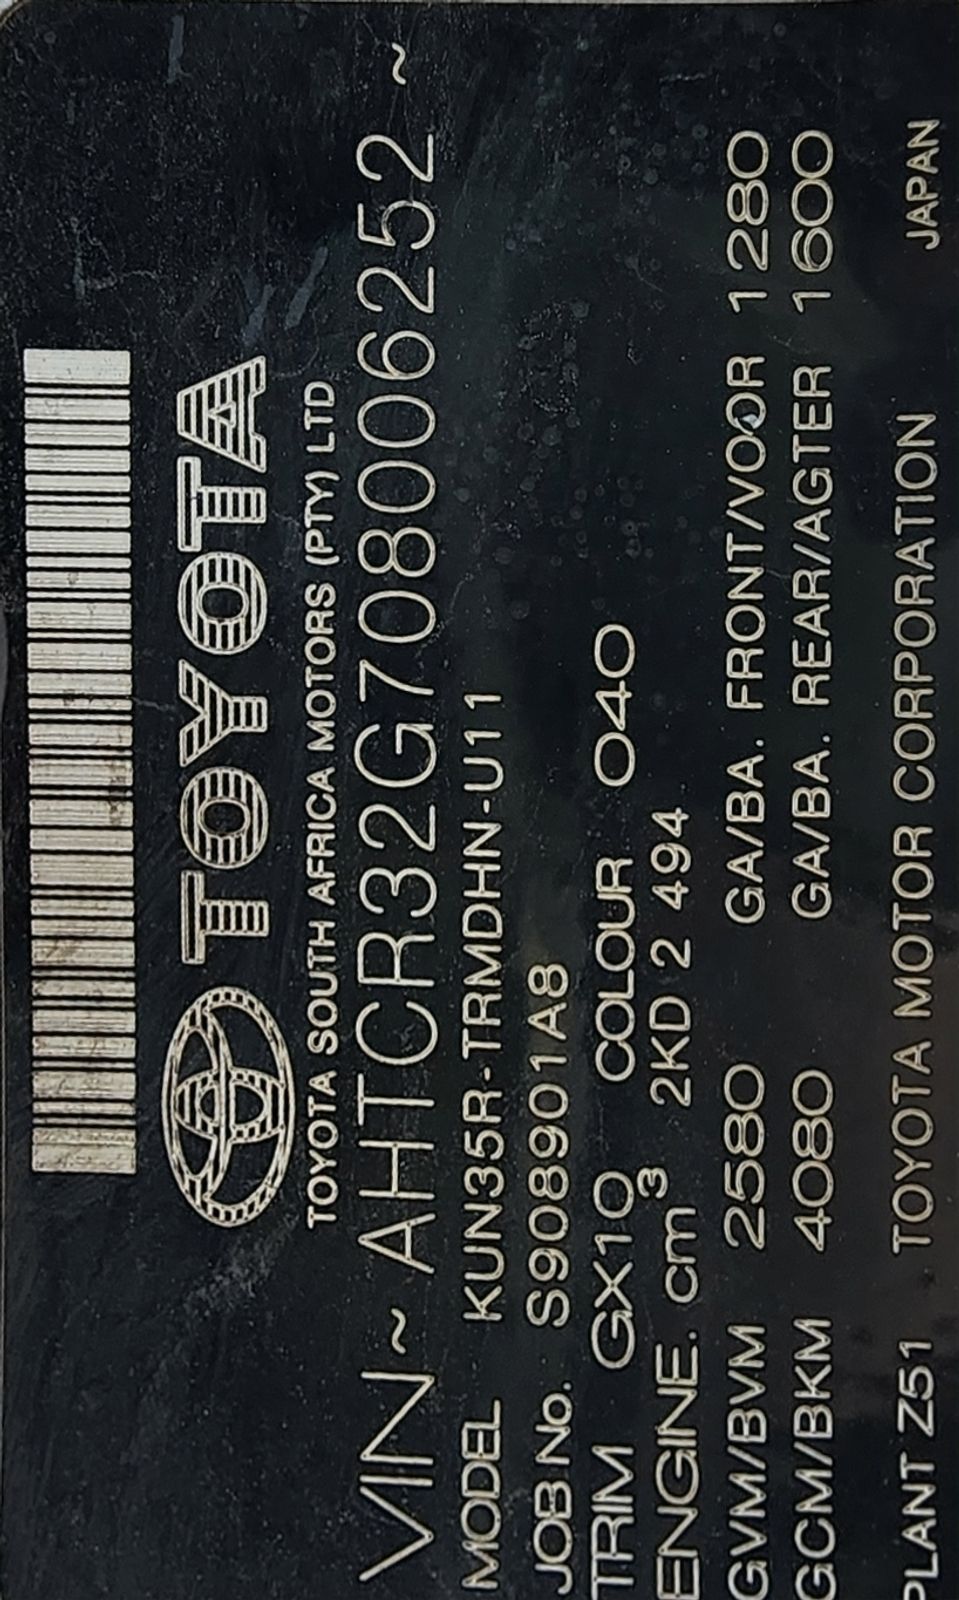 TOYOTA
TOYOTA SOUTH AFRICA MOTORS (PTY) LTD
VIN ~ AHTCR32G708006252 ~
MODEL KUN35R-TRMDHN-U11
JOB No. S908901A8
TRIM GX10 COLOUR 040
ENGINE. cm³ 2KD 2 494
GVM/BVM 2580 GA/BA. FRONT/VOOR 1280
GCM/BKM 4080 GA/BA. REAR/AGTER 1600
PLANT Z51 TOYOTA MOTOR CORPORATION JAPAN